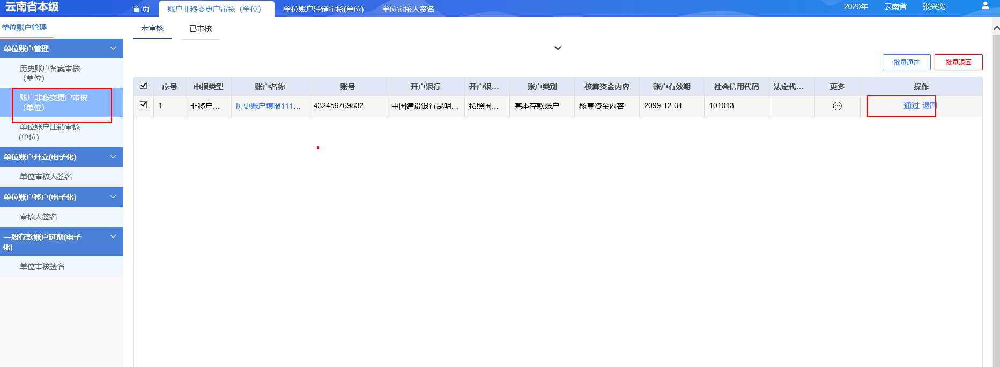 云南省本级
首 页
账户非移变更户审核（单位）
单位账户注销审核(单位)
单位审核人签名
2020年
云南省
张兴宽
单位账户管理
单位账户管理
历史账户备案审核
（单位）
账户非移变更户审核
（单位）
单位账户注销审核
(单位)
单位账户开立(电子化)
单位审核人签名
单位账户移户(电子化)
审核人签名
一般存款账户延期(电子
化)
单位审核签名
未审核
已审核
批量通过
批量退回
序号 申报类型 账户名称 账号 开户银行 开户银... 账户类别 核算资金内容 账户有效期 社会信用代码 法定代... 更多 操作
1 非移户... 历史账户填报111... 432456769832 中国建设银行昆明... 按照国... 基本存款账户 核算资金内容 2099-12-31 101013 通过 退回